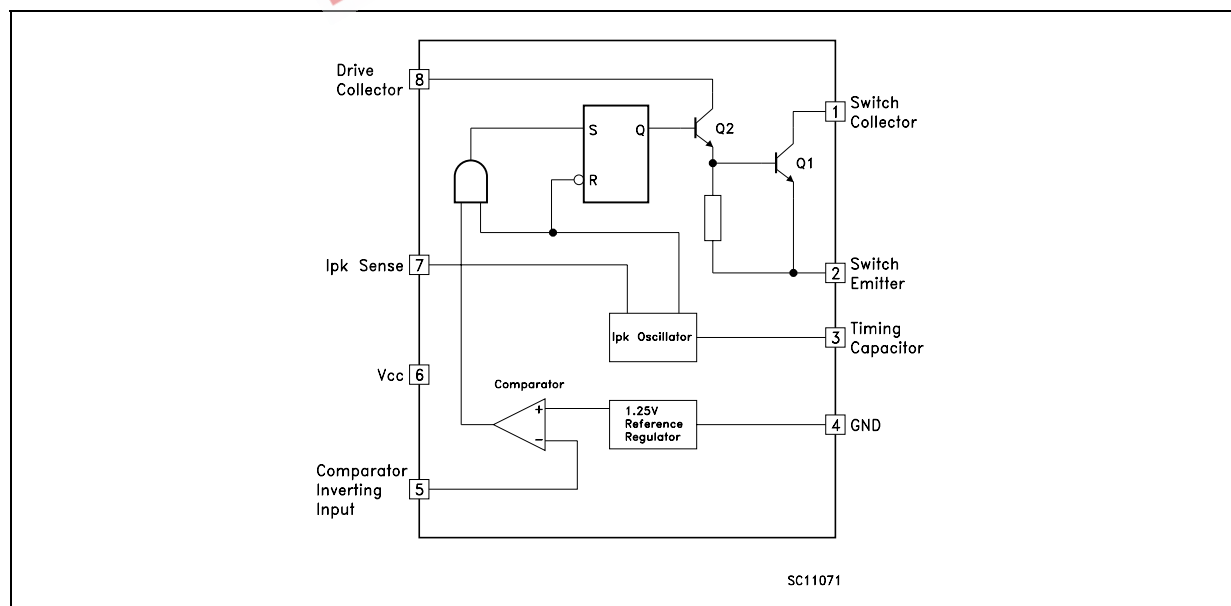 Drive
Collector
8
S
Q
R
Q2
1
Switch
Collector
Q1
Ipk Sense
7
2
Switch
Emitter
Ipk Oscillator
3
Timing
Capacitor
Vcc
6
Comparator
+
−
1.25V
Reference
Regulator
4
GND
Comparator
Inverting
Input
5
SC11071